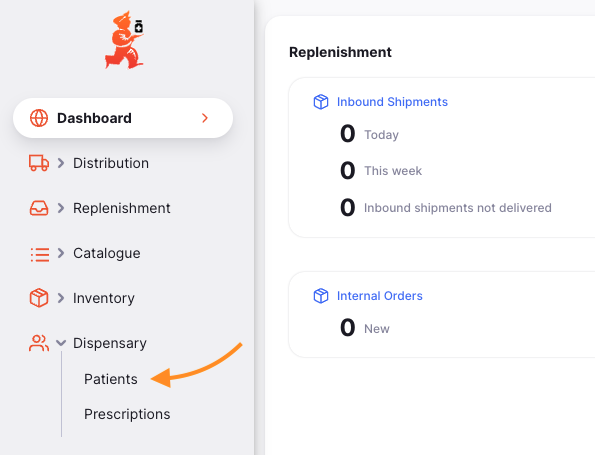 Dashboard
Distribution
Replenishment
Catalogue
Inventory
Dispensary
Patients
Prescriptions
Replenishment
Inbound Shipments
0 Today
0 This week
0 Inbound shipments not delivered
Internal Orders
0 New